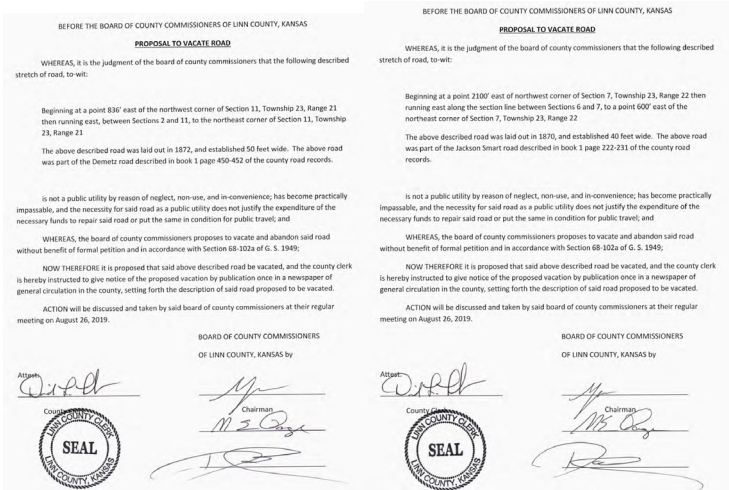 BEFORE THE BOARD OF COUNTY COMMISSIONERS OF LINN COUNTY, KANSAS
PROPOSAL TO VACATE ROAD
WHEREAS, it is the judgment of the board of county commissioners that the following described
stretch of road, to-wit:
Beginning at a point 836' east of the northwest corner of Section 11, Township 23, Range 21
then running east, between Sections 2 and 11, to the northeast corner of Section 11, Township
23, Range 21
The above described road was laid out in 1872, and established 50 feet wide. The above road
was part of the Demetz road described in book 1 page 450-452 of the county road records.
is not a public utility by reason of neglect, non-use, and in-convenience; has become practically
impassable, and the necessity for said road as a public utility does not justify the expenditure of the
necessary funds to repair said road or put the same in condition for public travel; and
WHEREAS, the board of county commissioners proposes to vacate and abandon said road
without benefit of formal petition and in accordance with Section 68-102a of G. S. 1949;
NOW THEREFORE it is proposed that said above described road be vacated, and the county clerk
is hereby instructed to give notice of the proposed vacation by publication once in a newspaper of
general circulation in the county, setting forth the description of said road proposed to be vacated.
ACTION will be discussed and taken by said board of county commissioners at their regular
meeting on August 26, 2019.
BOARD OF COUNTY COMMISSIONERS
OF LINN COUNTY, KANSAS by
Attest:
Chairman
County
LINN COUNTY CLERK
SEAL
LINN COUNTY, KANSAS
BEFORE THE BOARD OF COUNTY COMMISSIONERS OF LINN COUNTY, KANSAS
PROPOSAL TO VACATE ROAD
WHEREAS, it is the judgment of the board of county commissioners that the following described
stretch of road, to-wit:
Beginning at a point 2100' east of northwest corner of Section 7, Township 23, Range 22 then
running east along the section line between Sections 6 and 7, to a point 600' east of the
northeast corner of Section 7, Township 23, Range 22
The above described road was laid out in 1870, and established 40 feet wide. The above road
was part of the Jackson Smart road described in book 1 page 222-231 of the county road
records.
is not a public utility by reason of neglect, non-use, and in-convenience; has become practically
impassable, and the necessity for said road as a public utility does not justify the expenditure of the
necessary funds to repair said road or put the same in condition for public travel; and
WHEREAS, the board of county commissioners proposes to vacate and abandon said road
without benefit of formal petition and in accordance with Section 68-102a of G. S. 1949;
NOW THEREFORE it is proposed that said above described road be vacated, and the county clerk
is hereby instructed to give notice of the proposed vacation by publication once in a newspaper of
general circulation in the county, setting forth the description of said road proposed to be vacated.
ACTION will be discussed and taken by said board of county commissioners at their regular
meeting on August 26, 2019.
BOARD OF COUNTY COMMISSIONERS
OF LINN COUNTY, KANSAS by
Attest:
Chairman
County
LINN COUNTY CLERK
SEAL
LINN COUNTY, KANSAS